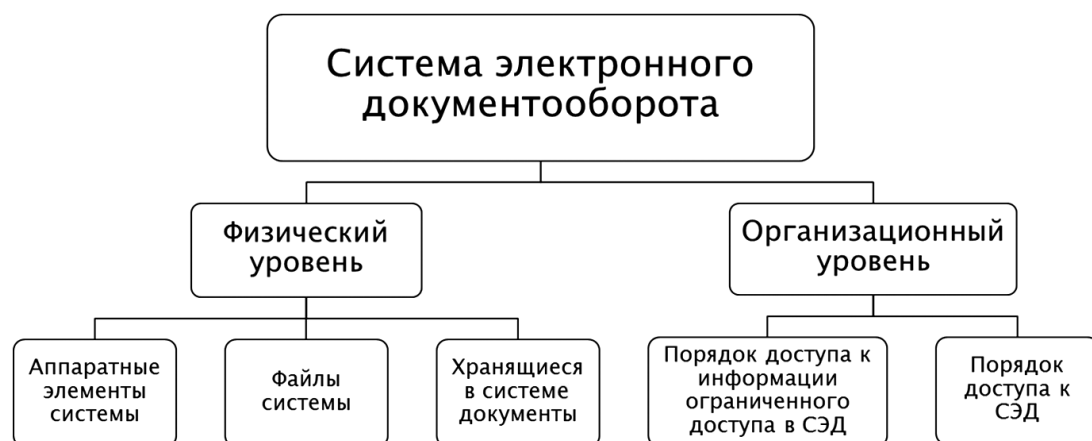 Система электронного
документооборота
Физический
уровень
Организационный
уровень
Аппаратные
элементы
системы
Файлы
системы
Хранящиеся
в системе
документы
Порядок доступа к
информации
ограниченного
доступа в СЭД
Порядок
доступа к
СЭД